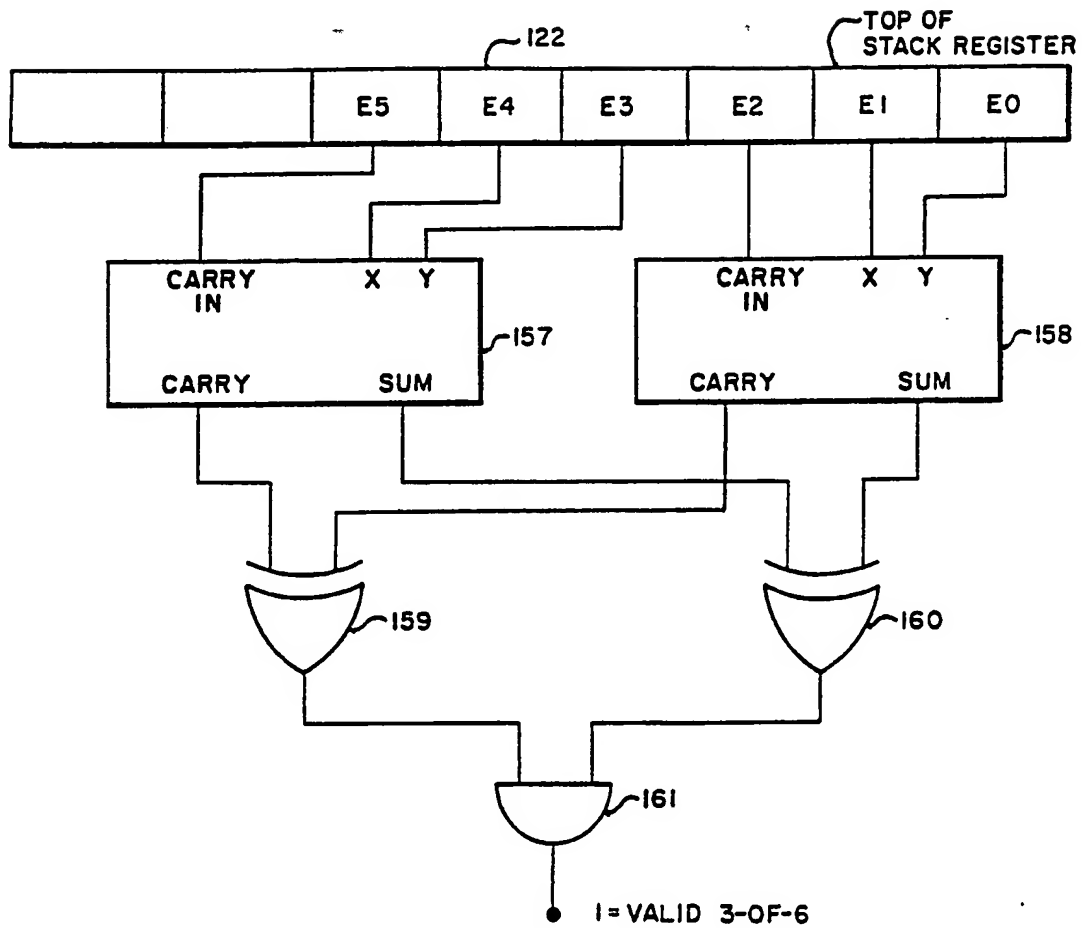 122
TOP OF
STACK REGISTER
E5 E4 E3 E2 E1 E0
CARRY IN X Y
CARRY IN X Y
157
158
CARRY SUM
CARRY SUM
159
160
161
1 = VALID 3-OF-6